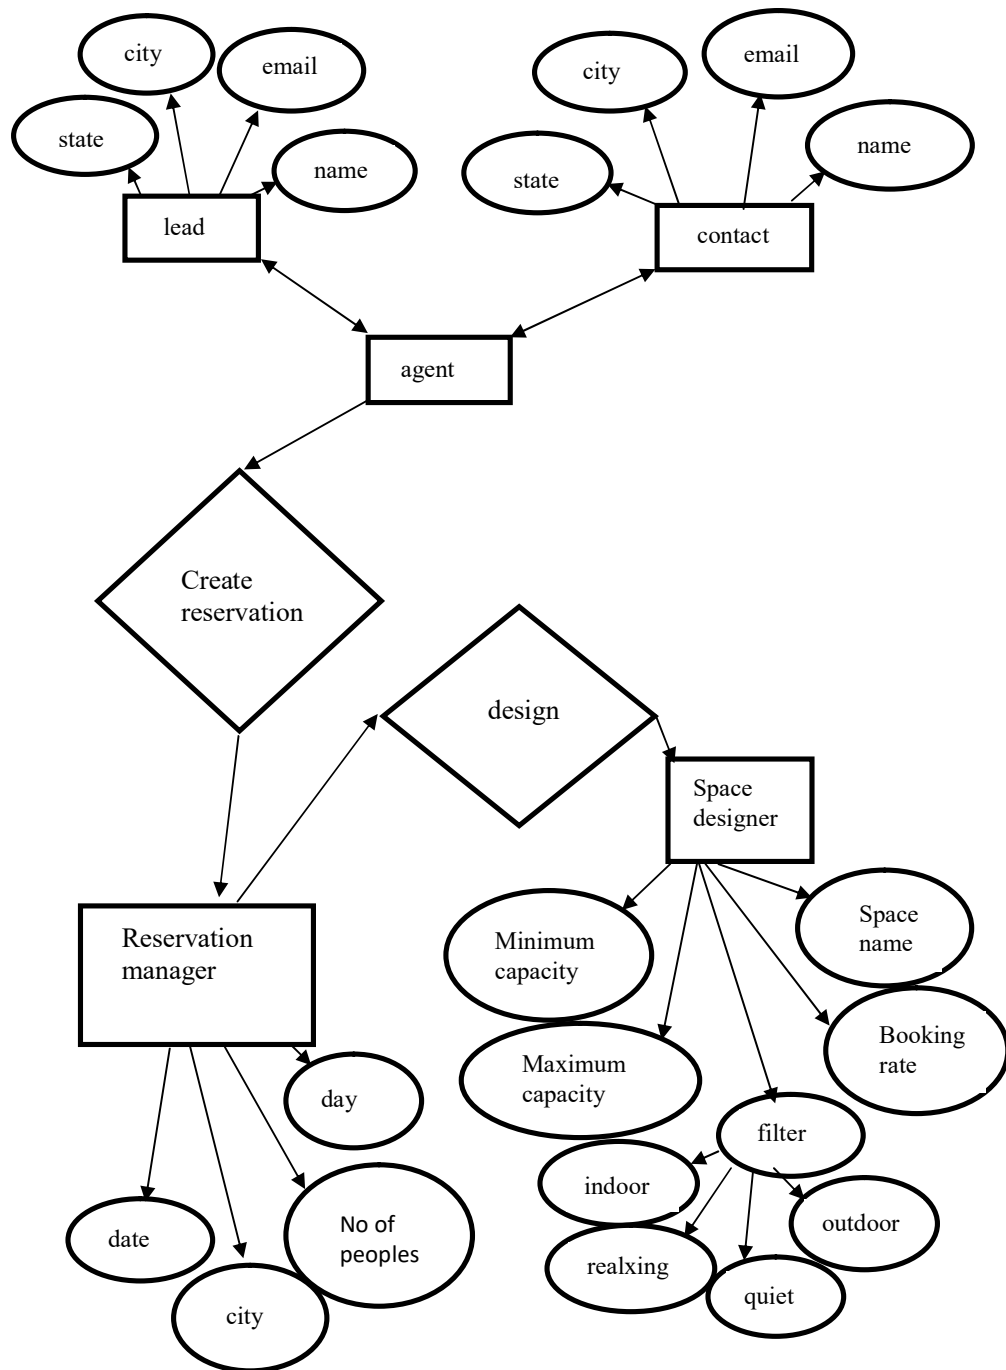 city
email
state
name
lead
city
email
state
name
contact
agent
Create
reservation
design
Space
designer
Reservation
manager
Minimum
capacity
Space
name
Maximum
capacity
Booking
rate
day
filter
indoor
outdoor
date
No of
peoples
realxing
quiet
city